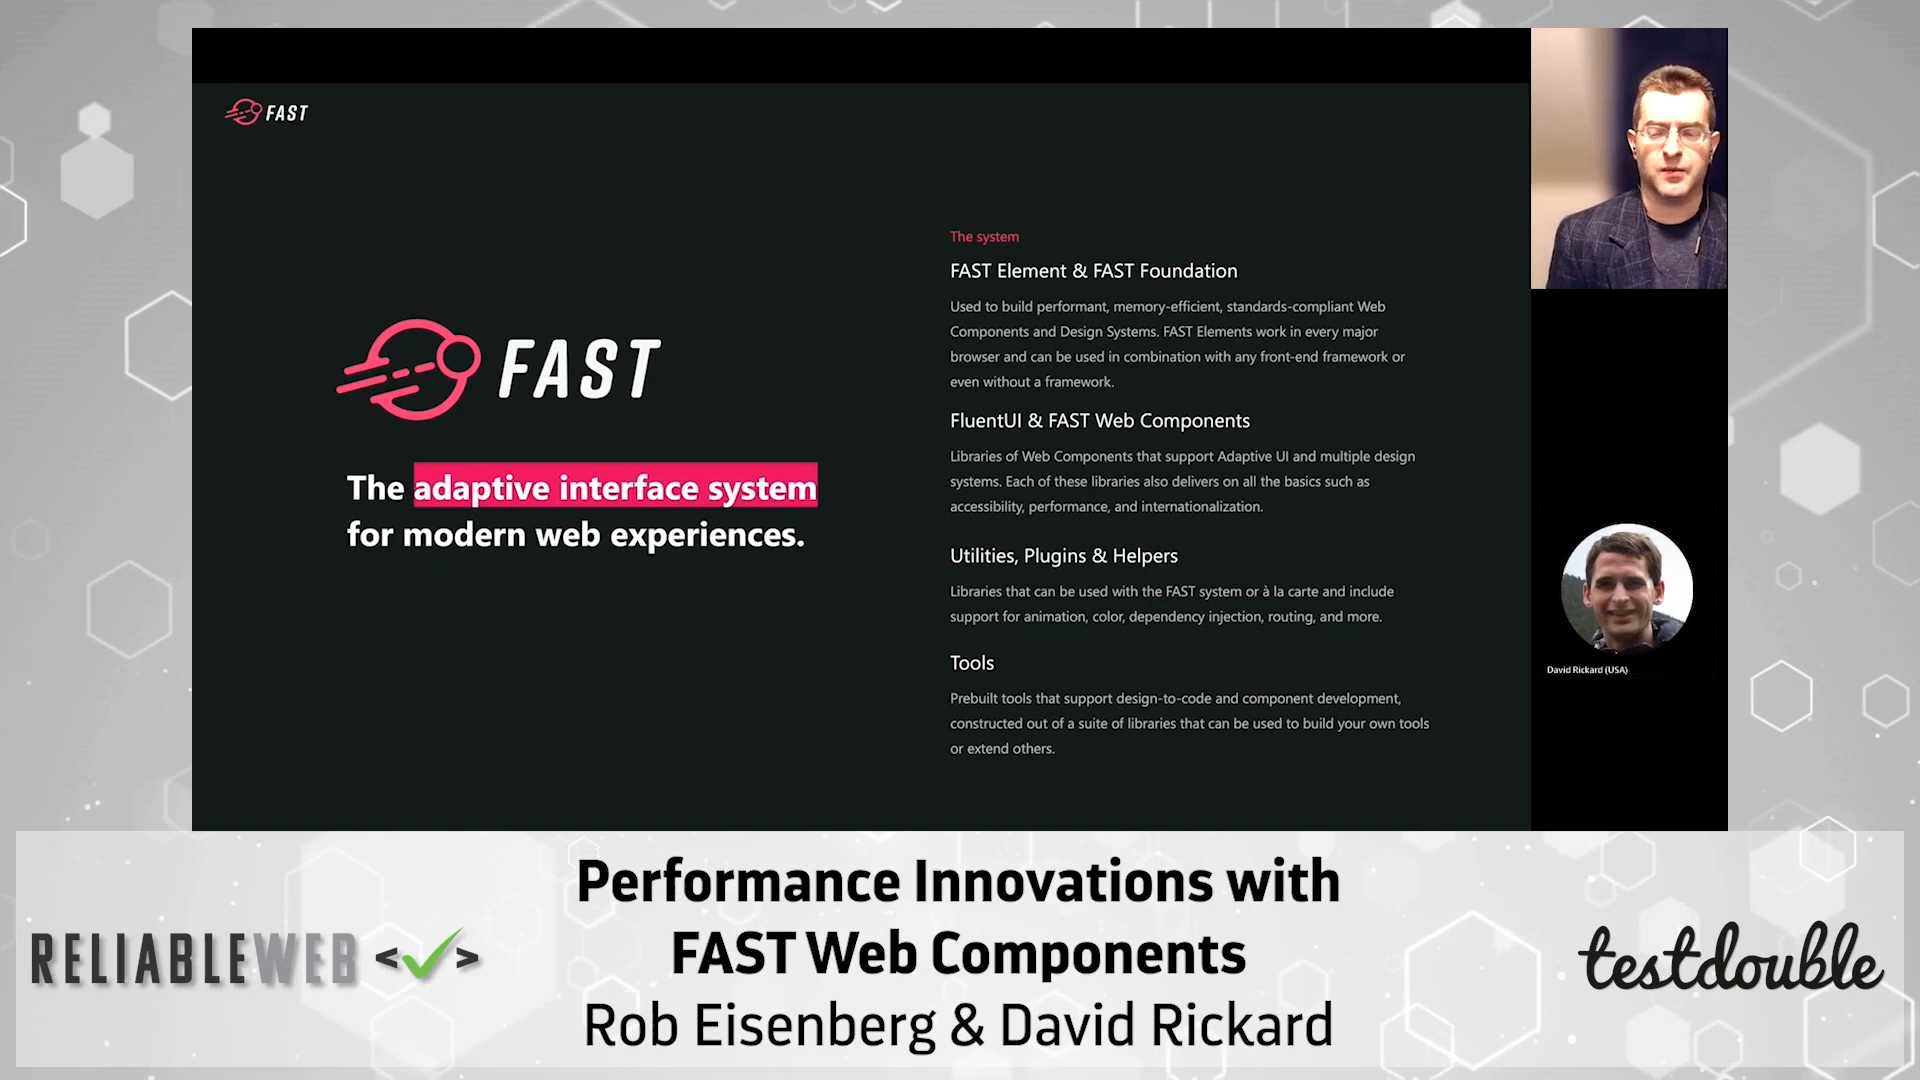 FAST
FAST
The adaptive interface system
for modern web experiences.
The system
FAST Element & FAST Foundation
Used to build performant, memory-efficient, standards-compliant Web
Components and Design Systems. FAST Elements work in every major
browser and can be used in combination with any front-end framework or
even without a framework.
FluentUI & FAST Web Components
Libraries of Web Components that support Adaptive UI and multiple design
systems. Each of these libraries also delivers on all the basics such as
accessibility, performance, and internationalization.
Utilities, Plugins & Helpers
Libraries that can be used with the FAST system or à la carte and include
support for animation, color, dependency injection, routing, and more.
Tools
Prebuilt tools that support design-to-code and component development,
constructed out of a suite of libraries that can be used to build your own tools
or extend others.
David Rickard (USA)
Performance Innovations with
FAST Web Components
Rob Eisenberg & David Rickard
RELIABLEWEB <✓>
testdouble